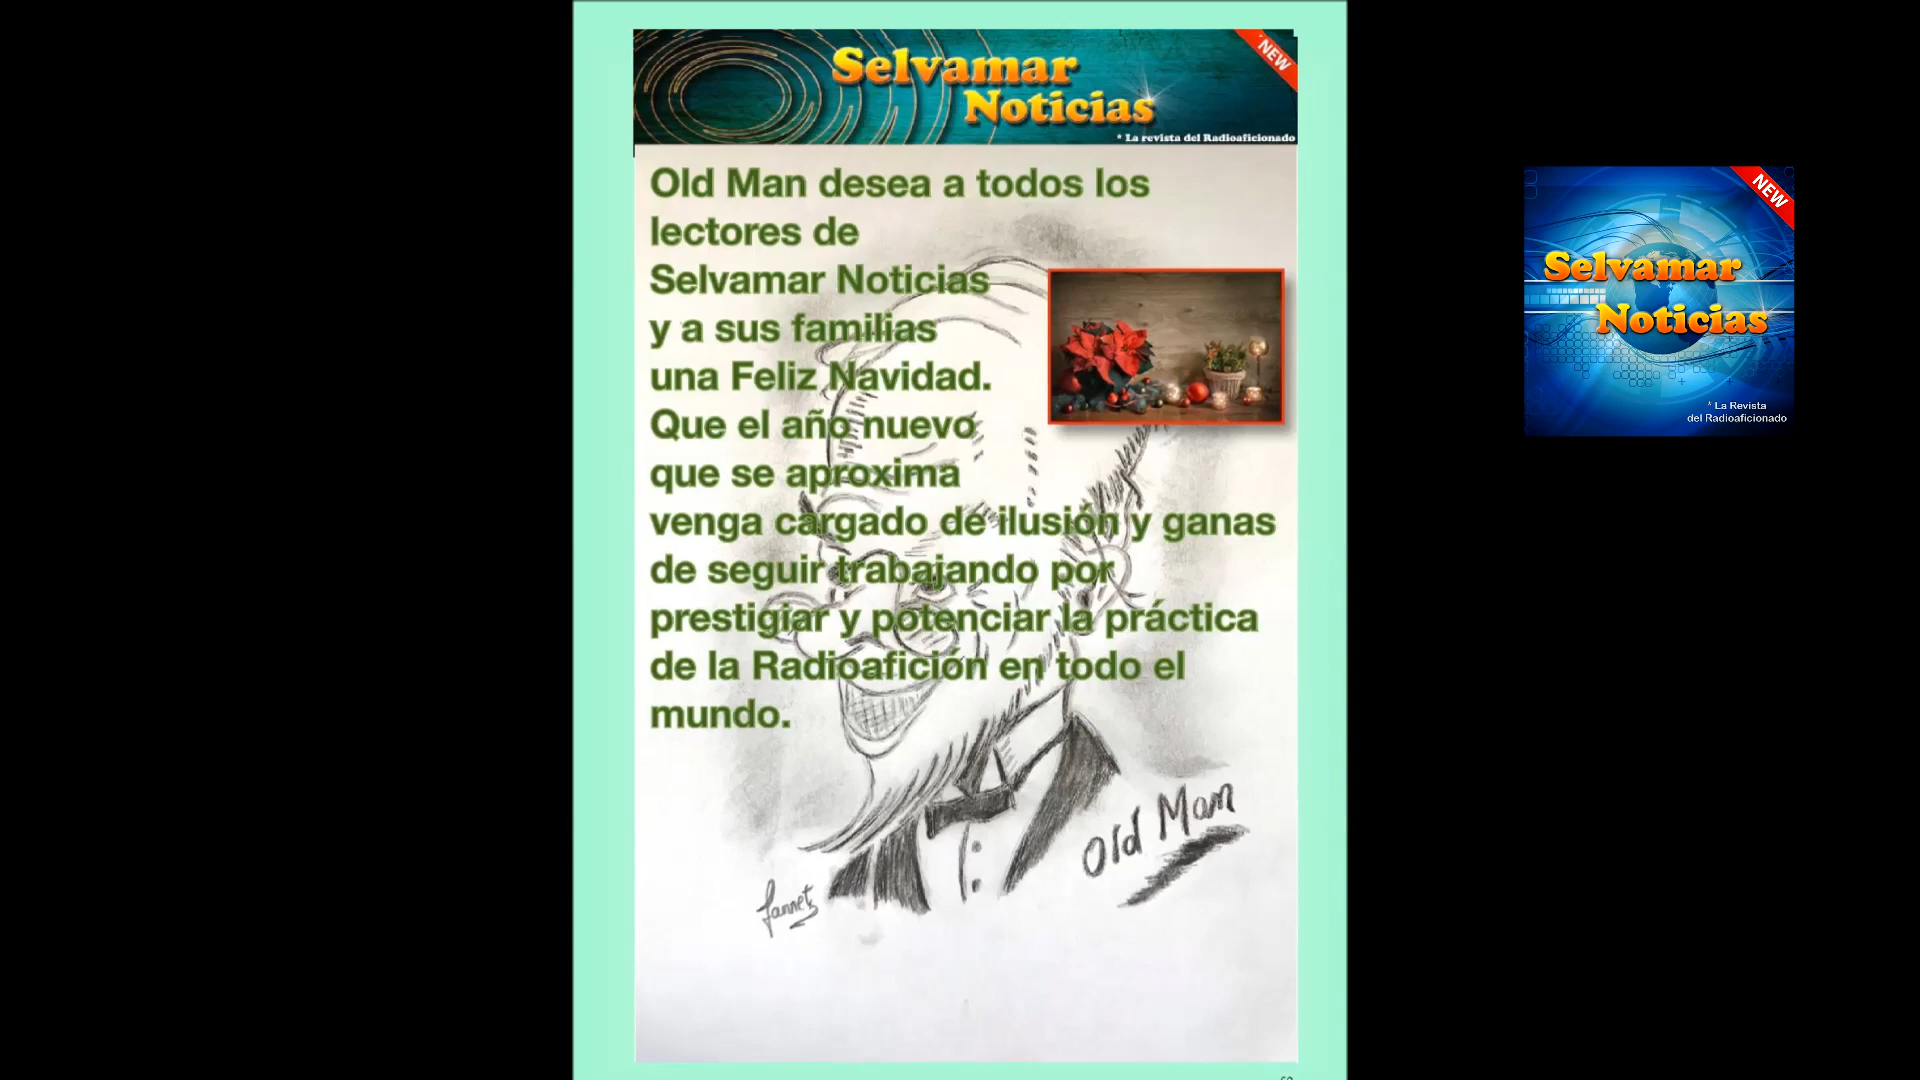 Selvamar
Noticias
NEW
* La revista del Radioaficionado
Old Man desea a todos los
lectores de
Selvamar Noticias
y a sus familias
una Feliz Navidad.
Que el año nuevo
que se aproxima
venga cargado de ilusión y ganas
de seguir trabajando por
prestigiar y potenciar la práctica
de la Radioafición en todo el
mundo.
Old Man
NEW
Selvamar
Noticias
* La Revista
del Radioaficionado